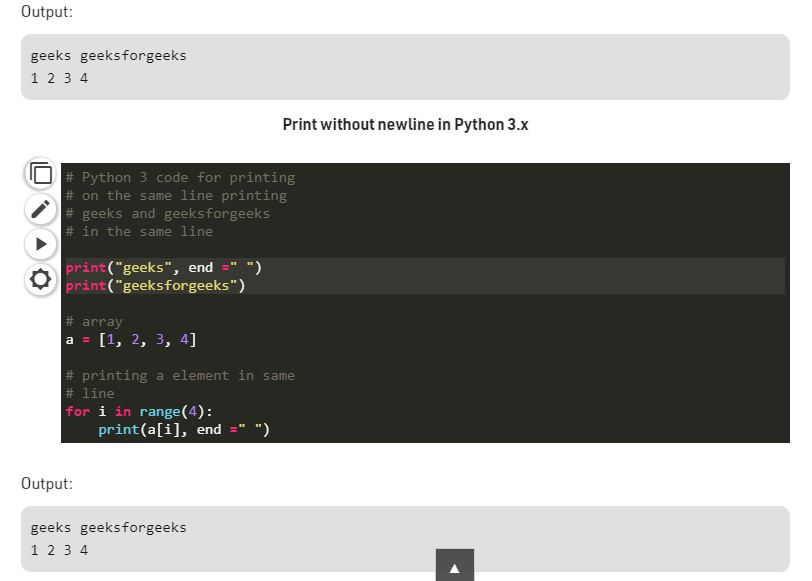 Output:
geeks geeksforgeeks
1 2 3 4
Print without newline in Python 3.x
# Python 3 code for printing
# on the same line printing
# geeks and geeksforgeeks
# in the same line
print("geeks", end =" ")
print("geeksforgeeks")
# array
a = [1, 2, 3, 4]
# printing a element in same
# line
for i in range(4):
    print(a[i], end =" ")
Output:
geeks geeksforgeeks
1 2 3 4